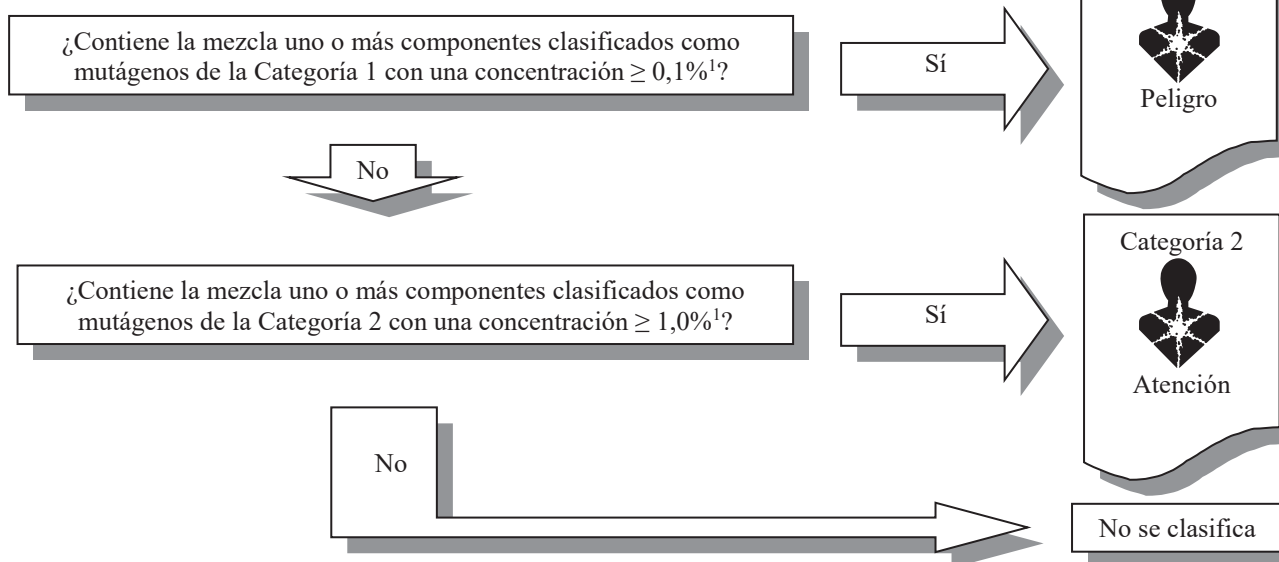 ¿Contiene la mezcla uno o más componentes clasificados como
mutágenos de la Categoría 1 con una concentración ≥ 0,1%¹?
Sí
Peligro
No
Categoría 2
¿Contiene la mezcla uno o más componentes clasificados como
mutágenos de la Categoría 2 con una concentración ≥ 1,0%¹?
Sí
Atención
No
No se clasifica